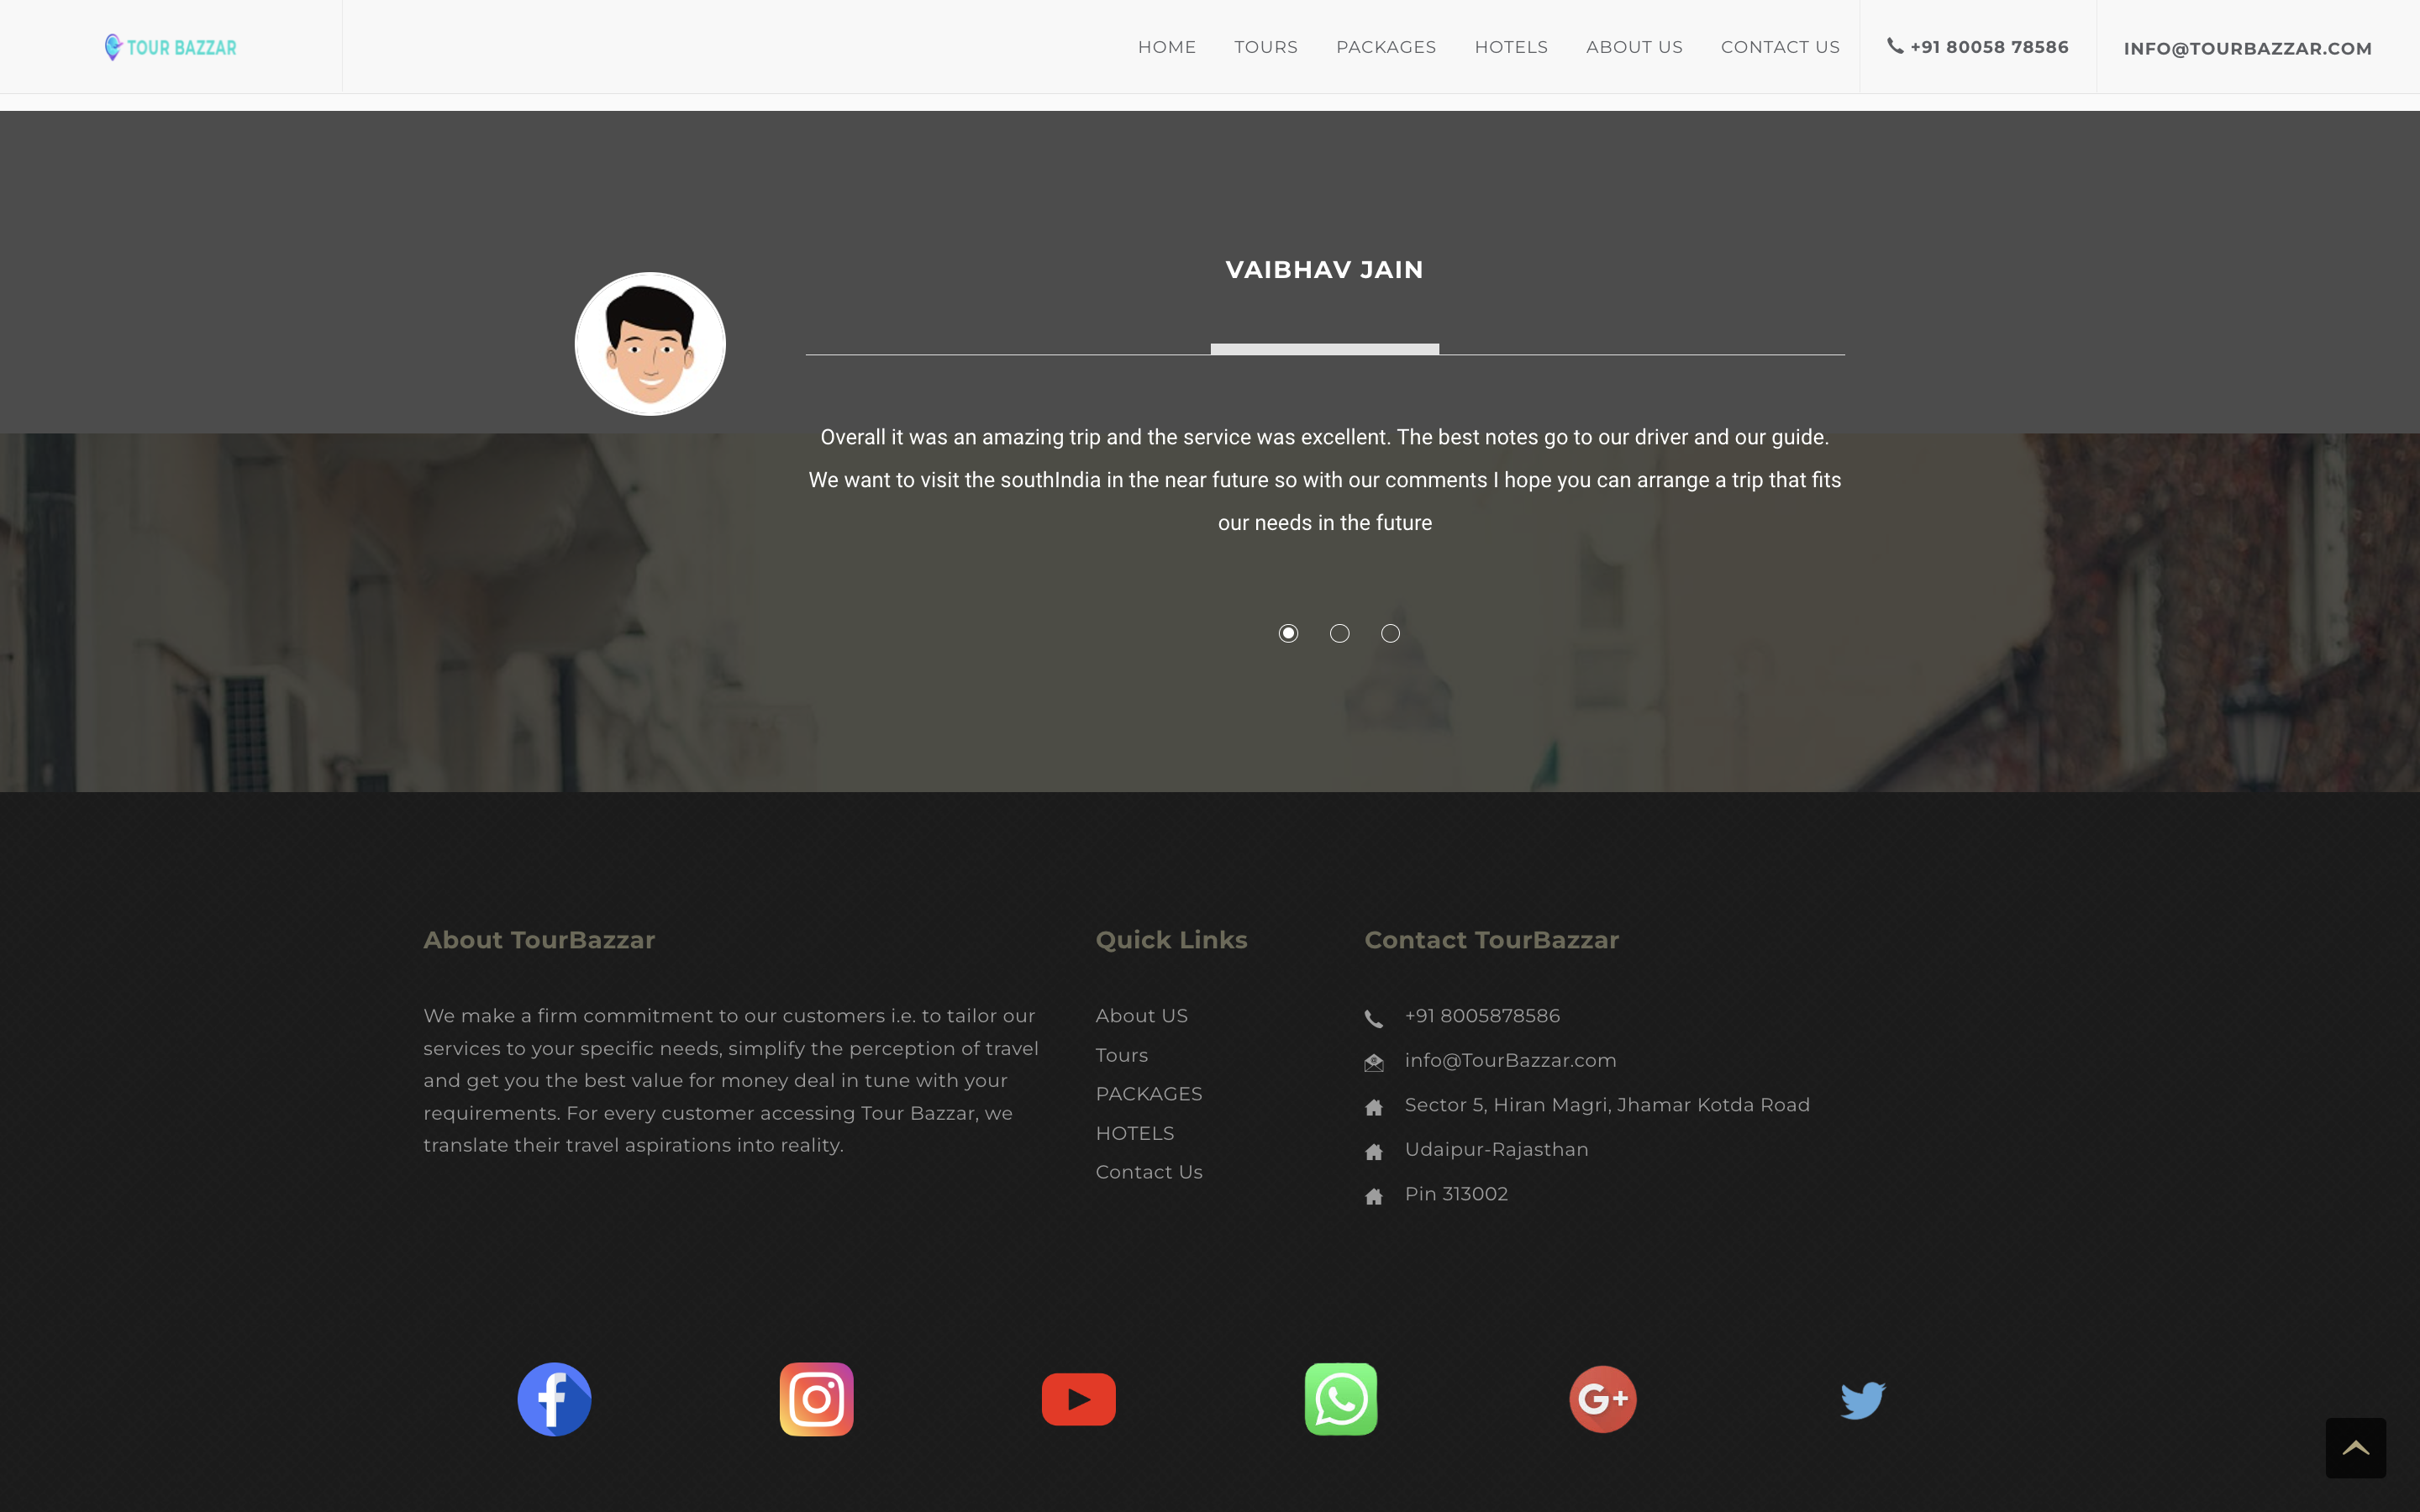 TOUR BAZZAR
HOME TOURS PACKAGES HOTELS ABOUT US CONTACT US +91 80058 78586 INFO@TOURBAZZAR.COM
VAIBHAV JAIN
Overall it was an amazing trip and the service was excellent. The best notes go to our driver and our guide.
We want to visit the southIndia in the near future so with our comments I hope you can arrange a trip that fits
our needs in the future
About TourBazzar
We make a firm commitment to our customers i.e. to tailor our
services to your specific needs, simplify the perception of travel
and get you the best value for money deal in tune with your
requirements. For every customer accessing Tour Bazzar, we
translate their travel aspirations into reality.
Quick Links
About US
Tours
PACKAGES
HOTELS
Contact Us
Contact TourBazzar
+91 8005878586
info@TourBazzar.com
Sector 5, Hiran Magri, Jhamar Kotda Road
Udaipur-Rajasthan
Pin 313002
G+